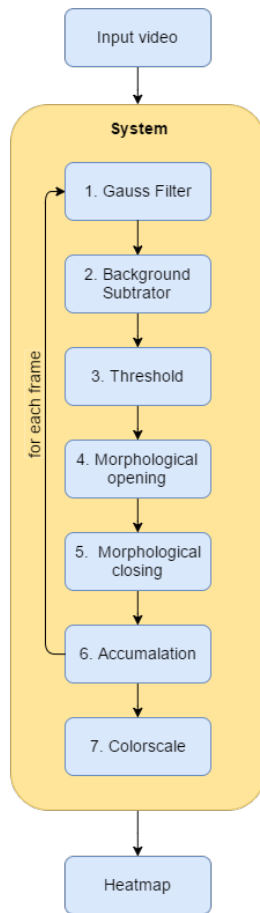 Input video
System
1. Gauss Filter
2. Background
Subtrator
3. Threshold
for each frame
4. Morphological
opening
5. Morphological
closing
6. Accumalation
7. Colorscale
Heatmap